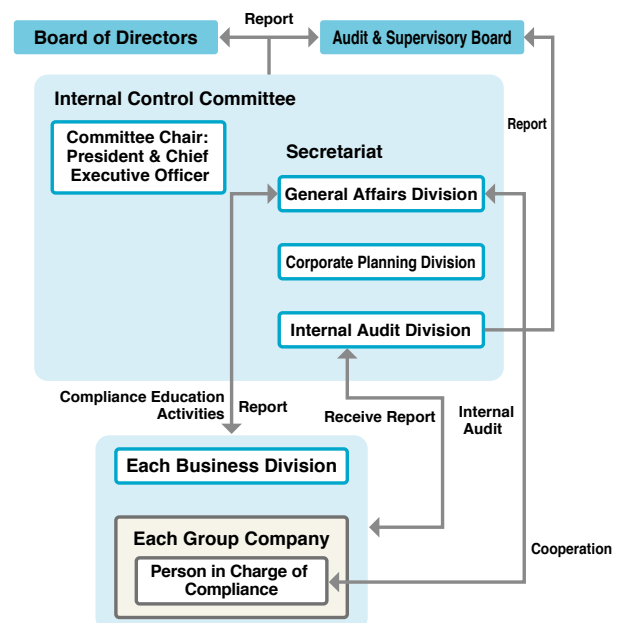 Report
Board of Directors
Audit & Supervisory Board
Internal Control Committee
Committee Chair:
President & Chief
Executive Officer
Report
Secretariat
General Affairs Division
Corporate Planning Division
Internal Audit Division
Compliance Education
Activities
Report
Receive Report
Internal
Audit
Each Business Division
Each Group Company
Person in Charge of
Compliance
Cooperation